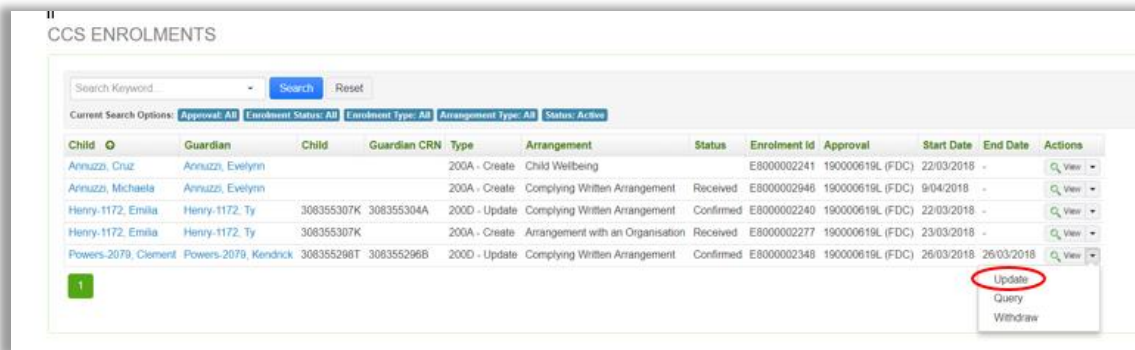 CCS ENROLMENTS
Search Keyword... Search Reset
Current Search Options: Approval: All Enrolment Status: All Enrolment Type: All Arrangement Type: All Status: Active
Child Guardian Child Guardian CRN Type Arrangement Status Enrolment Id Approval Start Date End Date Actions
Annuzzi, Cruz Annuzzi, Evelynn 200A - Create Child Wellbeing E8000002241 190000619L (FDC) 22/03/2018 - View
Annuzzi, Michaela Annuzzi, Evelynn 200A - Create Complying Written Arrangement Received E8000002946 190000619L (FDC) 9/04/2018 - View
Henry-1172, Emilia Henry-1172, Ty 308355307K 308355304A 200D - Update Complying Written Arrangement Confirmed E8000002240 190000619L (FDC) 22/03/2018 - View
Henry-1172, Emilia Henry-1172, Ty 308355307K 200A - Create Arrangement with an Organisation Received E8000002277 190000619L (FDC) 23/03/2018 - View
Powers-2079, Clement Powers-2079, Kendrick 308355298T 308355296B 200D - Update Complying Written Arrangement Confirmed E8000002348 190000619L (FDC) 26/03/2018 26/03/2018 View
1
Update
Query
Withdraw